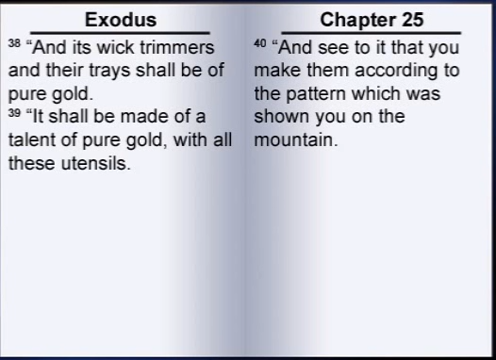 Exodus
³⁸ “And its wick trimmers
and their trays shall be of
pure gold.
³⁹ “It shall be made of a
talent of pure gold, with all
these utensils.
Chapter 25
⁴⁰ “And see to it that you
make them according to
the pattern which was
shown you on the
mountain.